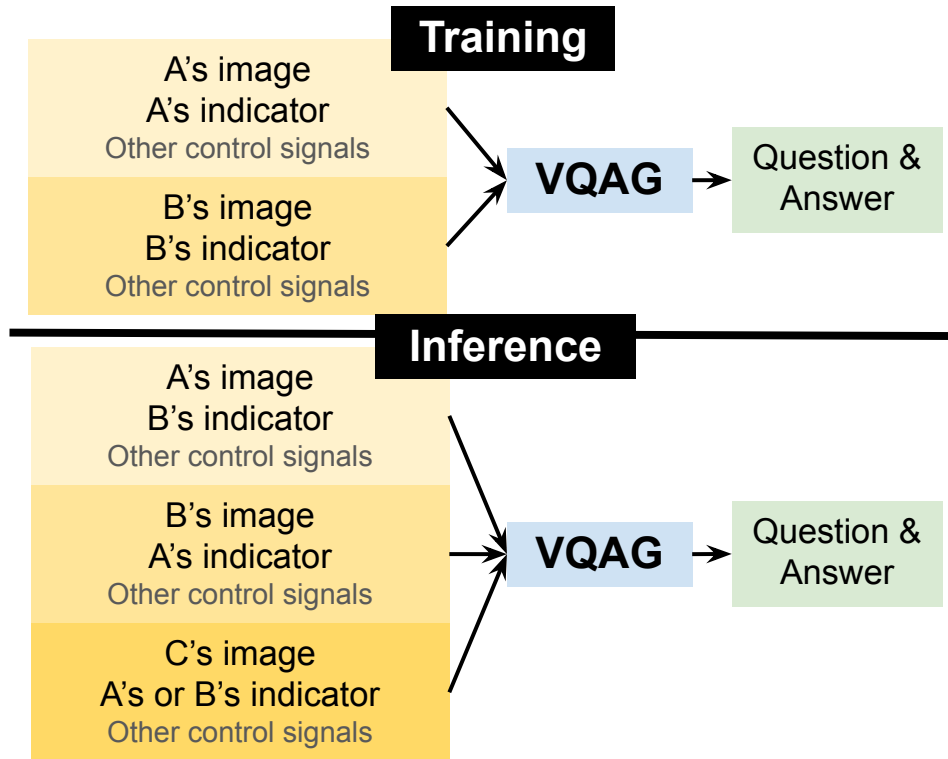 Training
A’s image
A’s indicator
Other control signals
B’s image
B’s indicator
Other control signals
VQAG
Question &
Answer
Inference
A’s image
B’s indicator
Other control signals
B’s image
A’s indicator
Other control signals
C’s image
A’s or B’s indicator
Other control signals
VQAG
Question &
Answer